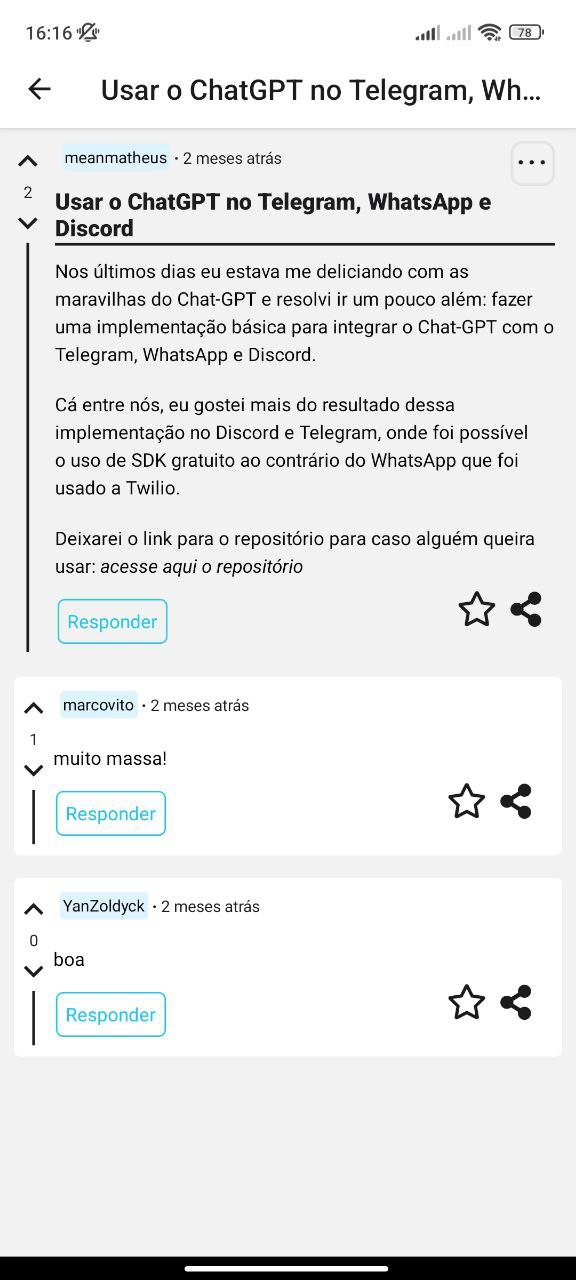 16:16
78
Usar o ChatGPT no Telegram, Wh...
meanmatheus · 2 meses atrás
2
Usar o ChatGPT no Telegram, WhatsApp e
Discord
Nos últimos dias eu estava me deliciando com as
maravilhas do Chat-GPT e resolvi ir um pouco além: fazer
uma implementação básica para integrar o Chat-GPT com o
Telegram, WhatsApp e Discord.
Cá entre nós, eu gostei mais do resultado dessa
implementação no Discord e Telegram, onde foi possível
o uso de SDK gratuito ao contrário do WhatsApp que foi
usado a Twilio.
Deixarei o link para o repositório para caso alguém queira
usar: acesse aqui o repositório
Responder
marcovito · 2 meses atrás
1
muito massa!
Responder
YanZoldyck · 2 meses atrás
0
boa
Responder